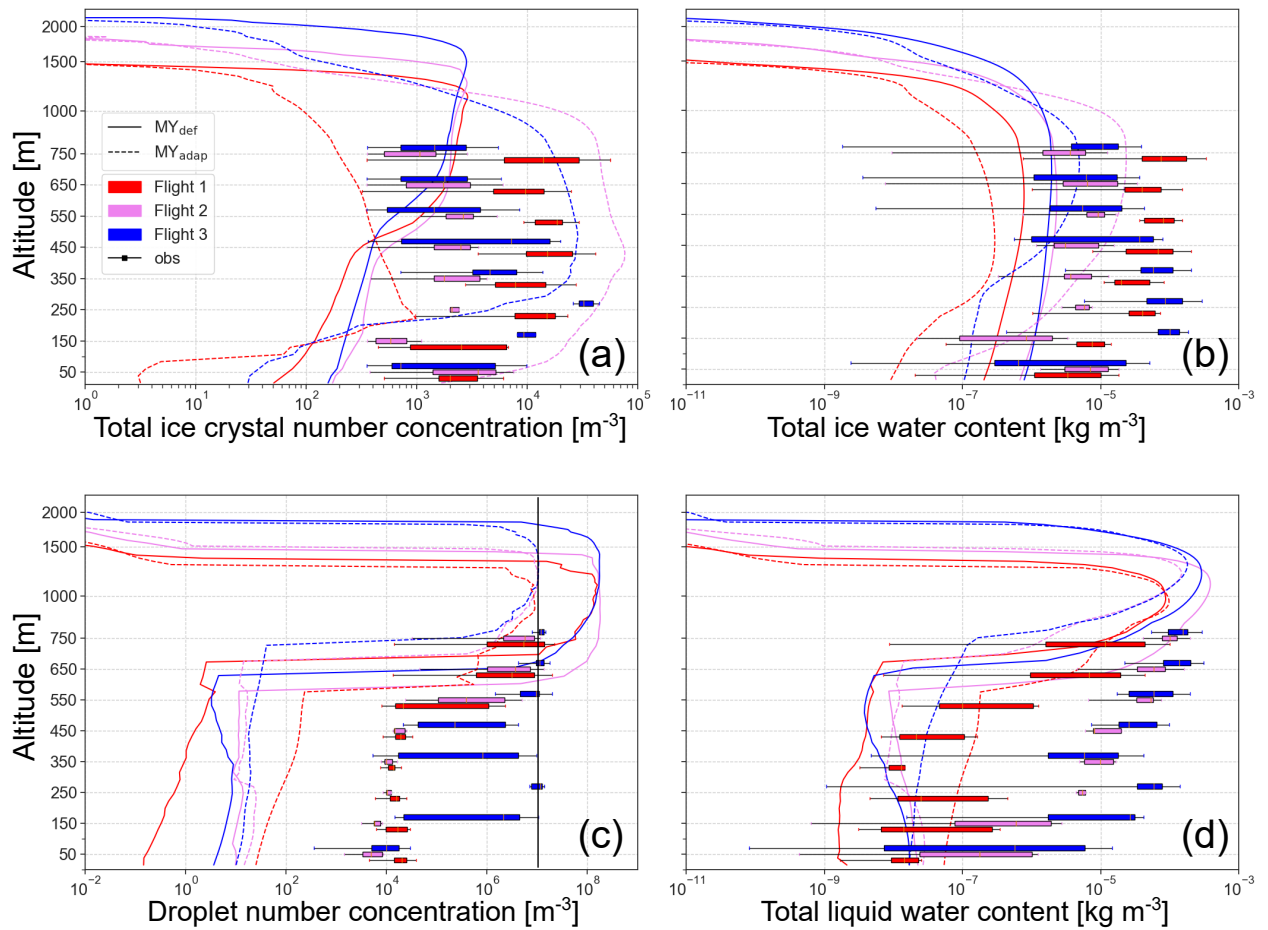 2000
1500
1000
750
650
550
450
350
250
150
50
Altitude [m]
MY_def
MY_adap
Flight 1
Flight 2
Flight 3
obs
(a)
10^0 10^1 10^2 10^3 10^4 10^5
Total ice crystal number concentration [m^-3]
(b)
10^-11 10^-9 10^-7 10^-5 10^-3
Total ice water content [kg m^-3]
2000
1500
1000
750
650
550
450
350
250
150
50
Altitude [m]
(c)
10^-2 10^0 10^2 10^4 10^6 10^8
Droplet number concentration [m^-3]
(d)
10^-11 10^-9 10^-7 10^-5 10^-3
Total liquid water content [kg m^-3]